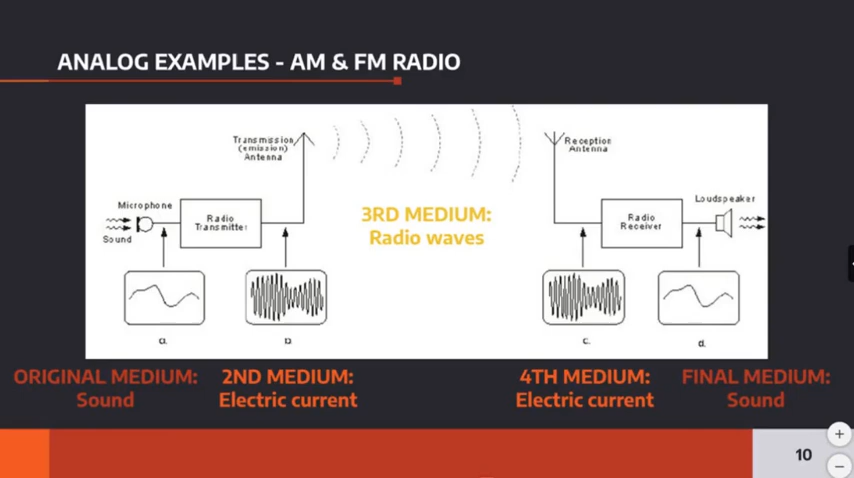 ANALOG EXAMPLES - AM & FM RADIO
Transmission
(emission)
Antenna
Reception
Antenna
Microphone
Sound
Radio
Transmitter
3RD MEDIUM:
Radio waves
Radio
Receiver
Loudspeaker
a.
b.
c.
d.
ORIGINAL MEDIUM:
Sound
2ND MEDIUM:
Electric current
4TH MEDIUM:
Electric current
FINAL MEDIUM:
Sound
10